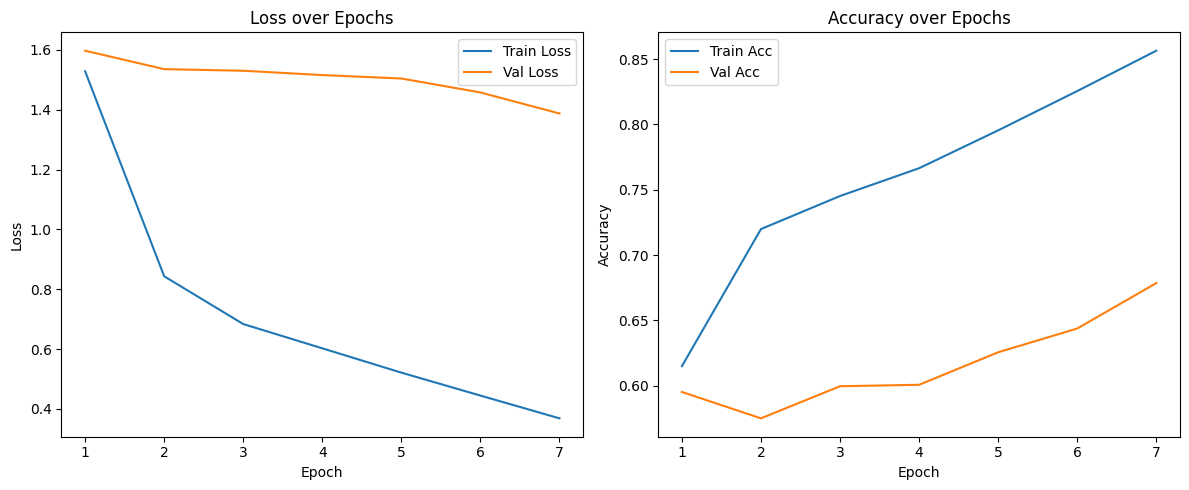 Loss over Epochs
Train Loss
Val Loss
Loss
1.6
1.4
1.2
1.0
0.8
0.6
0.4
1 2 3 4 5 6 7
Epoch
Accuracy over Epochs
Train Acc
Val Acc
Accuracy
0.85
0.80
0.75
0.70
0.65
0.60
1 2 3 4 5 6 7
Epoch